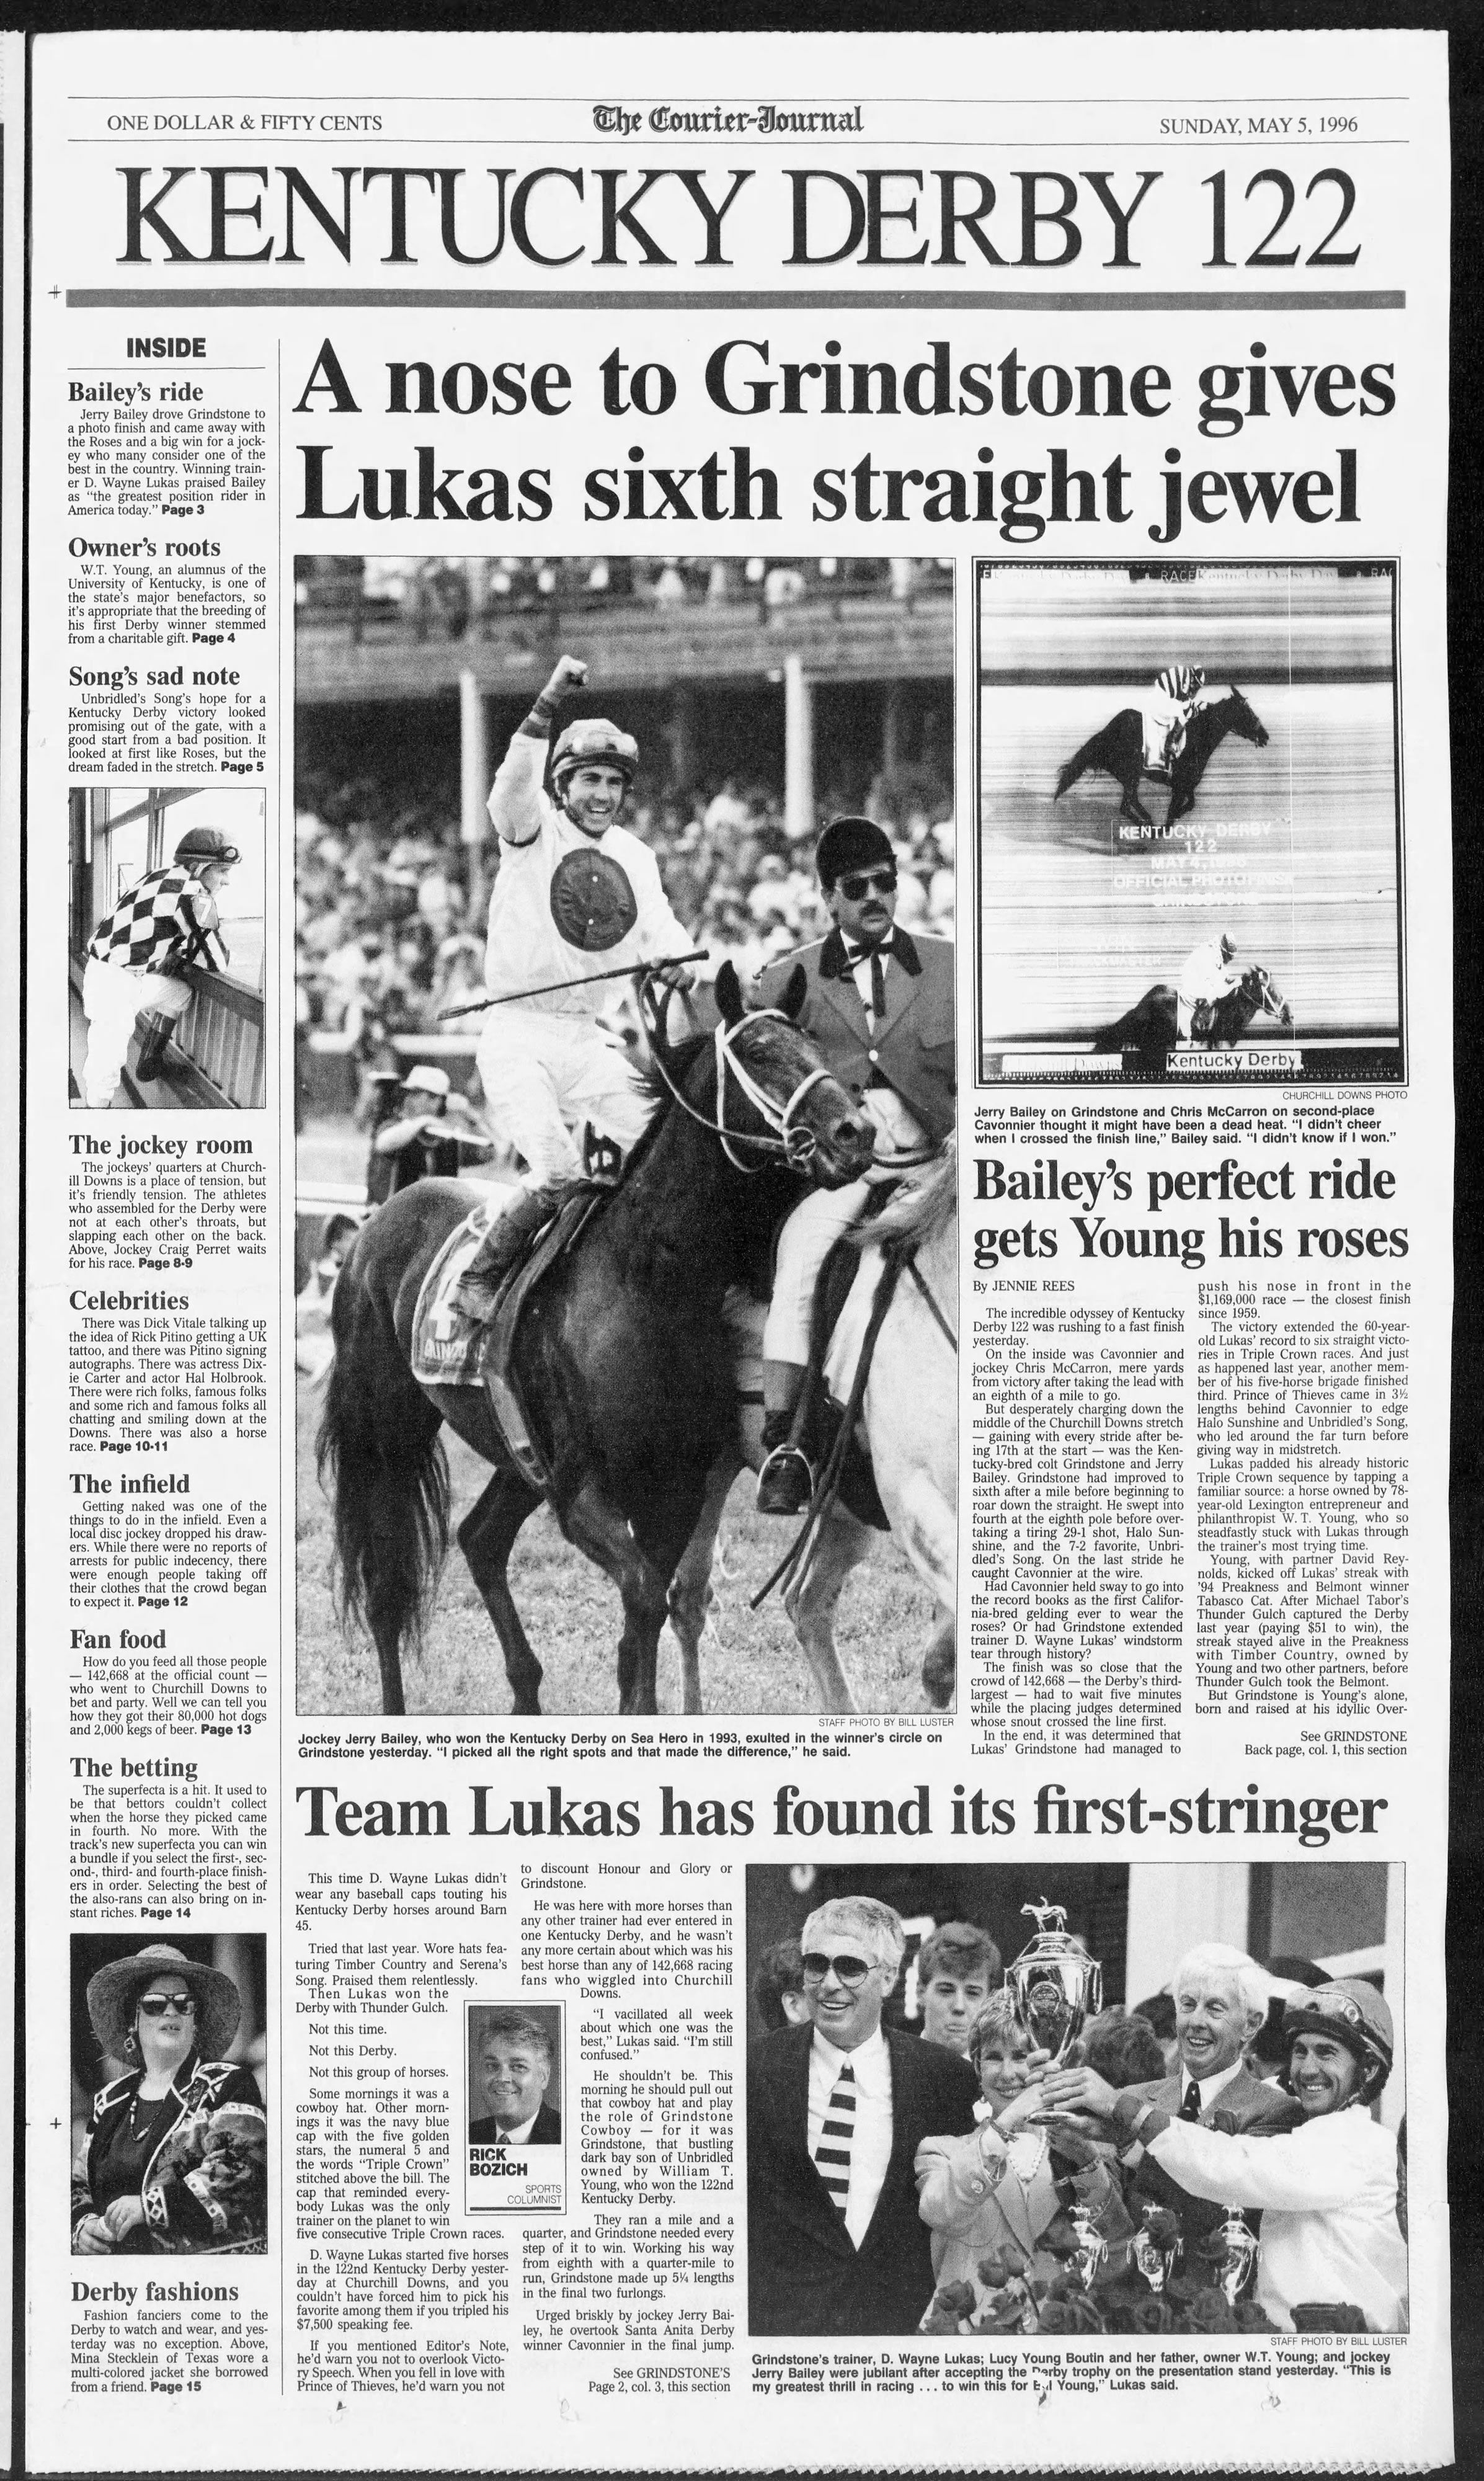 ONE DOLLAR & FIFTY CENTS
The Courier-Journal
SUNDAY, MAY 5, 1996
KENTUCKY DERBY 122
INSIDE
Bailey's ride
Jerry Bailey drove Grindstone to
a photo finish and came away with
the Roses and a big win for a jock-
ey who many consider one of the
best in the country. Winning train-
er D. Wayne Lukas praised Bailey
as "the greatest position rider in
America today." Page 3
Owner's roots
W.T. Young, an alumnus of the
University of Kentucky, is one of
the state's major benefactors, so
it's appropriate that the breeding of
his first Derby winner stemmed
from a charitable gift. Page 4
Song's sad note
Unbridled's Song's hope for a
Kentucky Derby victory looked
promising out of the gate, with a
good start from a bad position. It
looked at first like Roses, but the
dream faded in the stretch. Page 5
The jockey room
The jockeys' quarters at Church-
ill Downs is a place of tension, but
it's friendly tension. The athletes
who assembled for the Derby were
not at each other's throats, but
slapping each other on the back.
Above, Jockey Craig Perret waits
for his race. Page 8-9
Celebrities
There was Dick Vitale talking up
the idea of Rick Pitino getting a UK
tattoo, and there was Pitino signing
autographs. There was actress Dix-
ie Carter and actor Hal Holbrook.
There were rich folks, famous folks
and some rich and famous folks all
chatting and smiling down at the
Downs. There was also a horse
race. Page 10-11
The infield
Getting naked was one of the
things to do in the infield. Even a
local disc jockey dropped his draw-
ers. While there were no reports of
arrests for public indecency, there
were enough people taking off
their clothes that the crowd began
to expect it. Page 12
Fan food
How do you feed all those people
— 142,668 at the official count —
who went to Churchill Downs to
bet and party. Well we can tell you
how they got their 80,000 hot dogs
and 2,000 kegs of beer. Page 13
The betting
The superfecta is a hit. It used to
be that bettors couldn't collect
when the horse they picked came
in fourth. No more. With the
track's new superfecta you can win
a bundle if you select the first-, sec-
ond-, third- and fourth-place finish-
ers in order. Selecting the best of
the also-rans can also bring on in-
stant riches. Page 14
Derby fashions
Fashion fanciers come to the
Derby to watch and wear, and yes-
terday was no exception. Above,
Mina Stecklein of Texas wore a
multi-colored jacket she borrowed
from a friend. Page 15
A nose to Grindstone gives
Lukas sixth straight jewel
STAFF PHOTO BY BILL LUSTER
Jockey Jerry Bailey, who won the Kentucky Derby on Sea Hero in 1993, exulted in the winner's circle on
Grindstone yesterday. "I picked all the right spots and that made the difference," he said.
KENTUCKY DERBY
122
MAY 4, 1996
OFFICIAL PHOTO FINISH
Kentucky Derby
CHURCHILL DOWNS PHOTO
Jerry Bailey on Grindstone and Chris McCarron on second-place
Cavonnier thought it might have been a dead heat. "I didn't cheer
when I crossed the finish line," Bailey said. "I didn't know if I won."
Bailey's perfect ride
gets Young his roses
By JENNIE REES
The incredible odyssey of Kentucky
Derby 122 was rushing to a fast finish
yesterday.
On the inside was Cavonnier and
jockey Chris McCarron, mere yards
from victory after taking the lead with
an eighth of a mile to go.
But desperately charging down the
middle of the Churchill Downs stretch
— gaining with every stride after be-
ing 17th at the start — was the Ken-
tucky-bred colt Grindstone and Jerry
Bailey. Grindstone had improved to
sixth after a mile before beginning to
roar down the straight. He swept into
fourth at the eighth pole before over-
taking a tiring 29-1 shot, Halo Sun-
shine, and the 7-2 favorite, Unbri-
dled's Song. On the last stride he
caught Cavonnier at the wire.
Had Cavonnier held sway to go into
the record books as the first Califor-
nia-bred gelding ever to wear the
roses? Or had Grindstone extended
trainer D. Wayne Lukas' windstorm
tear through history?
The finish was so close that the
crowd of 142,668 — the Derby's third-
largest — had to wait five minutes
while the placing judges determined
whose snout crossed the line first.
In the end, it was determined that
Lukas' Grindstone had managed to
push his nose in front in the
$1,169,000 race — the closest finish
since 1959.
The victory extended the 60-year-
old Lukas' record to six straight victo-
ries in Triple Crown races. And just
as happened last year, another mem-
ber of his five-horse brigade finished
third. Prince of Thieves came in 3½
lengths behind Cavonnier to edge
Halo Sunshine and Unbridled's Song,
who led around the far turn before
giving way in midstretch.
Lukas padded his already historic
Triple Crown sequence by tapping a
familiar source: a horse owned by 78-
year-old Lexington entrepreneur and
philanthropist W. T. Young, who so
steadfastly stuck with Lukas through
the trainer's most trying time.
Young, with partner David Rey-
nolds, kicked off Lukas' streak with
'94 Preakness and Belmont winner
Tabasco Cat. After Michael Tabor's
Thunder Gulch captured the Derby
last year (paying $51 to win), the
streak stayed alive in the Preakness
with Timber Country, owned by
Young and two other partners, before
Thunder Gulch took the Belmont.
But Grindstone is Young's alone,
born and raised at his idyllic Over-
See GRINDSTONE
Back page, col. 1, this section
Team Lukas has found its first-stringer
This time D. Wayne Lukas didn't
wear any baseball caps touting his
Kentucky Derby horses around Barn
45.
Tried that last year. Wore hats fea-
turing Timber Country and Serena's
Song. Praised them relentlessly.
Then Lukas won the
Derby with Thunder Gulch.
Not this time.
Not this Derby.
Not this group of horses.
Some mornings it was a
cowboy hat. Other morn-
ings it was the navy blue
cap with the five golden
stars, the numeral 5 and
the words "Triple Crown"
stitched above the bill. The
cap that reminded every-
body Lukas was the only
trainer on the planet to win
five consecutive Triple Crown races.
D. Wayne Lukas started five horses
in the 122nd Kentucky Derby yester-
day at Churchill Downs, and you
couldn't have forced him to pick his
favorite among them if you tripled his
$7,500 speaking fee.
If you mentioned Editor's Note,
he'd warn you not to overlook Victo-
ry Speech. When you fell in love with
Prince of Thieves, he'd warn you not
RICK
BOZICH
SPORTS
COLUMNIST
to discount Honour and Glory or
Grindstone.
He was here with more horses than
any other trainer had ever entered in
one Kentucky Derby, and he wasn't
any more certain about which was his
best horse than any of 142,668 racing
fans who wiggled into Churchill
Downs.
"I vacillated all week
about which one was the
best," Lukas said. "I'm still
confused."
He shouldn't be. This
morning he should pull out
that cowboy hat and play
the role of Grindstone
Cowboy — for it was
Grindstone, that bustling
dark bay son of Unbridled
owned by William T.
Young, who won the 122nd
Kentucky Derby.
They ran a mile and a
quarter, and Grindstone needed every
step of it to win. Working his way
from eighth with a quarter-mile to
run, Grindstone made up 5¼ lengths
in the final two furlongs.
Urged briskly by jockey Jerry Bai-
ley, he overtook Santa Anita Derby
winner Cavonnier in the final jump.
See GRINDSTONE'S
Page 2, col. 3, this section
STAFF PHOTO BY BILL LUSTER
Grindstone's trainer, D. Wayne Lukas; Lucy Young Boutin and her father, owner W.T. Young; and jockey
Jerry Bailey were jubilant after accepting the Derby trophy on the presentation stand yesterday. "This is
my greatest thrill in racing ... to win this for Young," Lukas said.